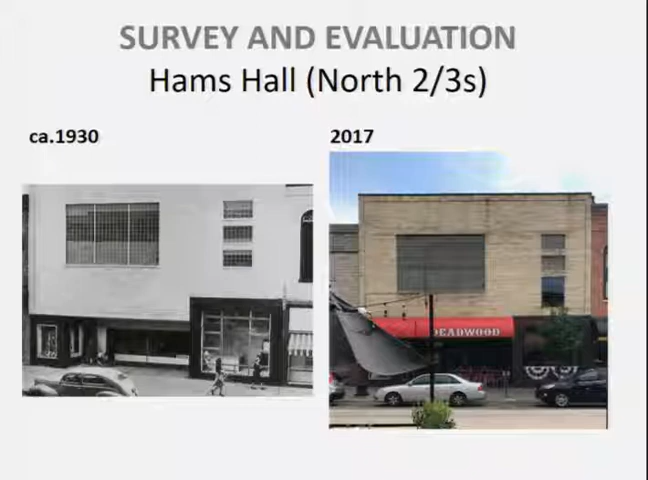 SURVEY AND EVALUATION
Hams Hall (North 2/3s)
ca.1930
2017
DEADWOOD